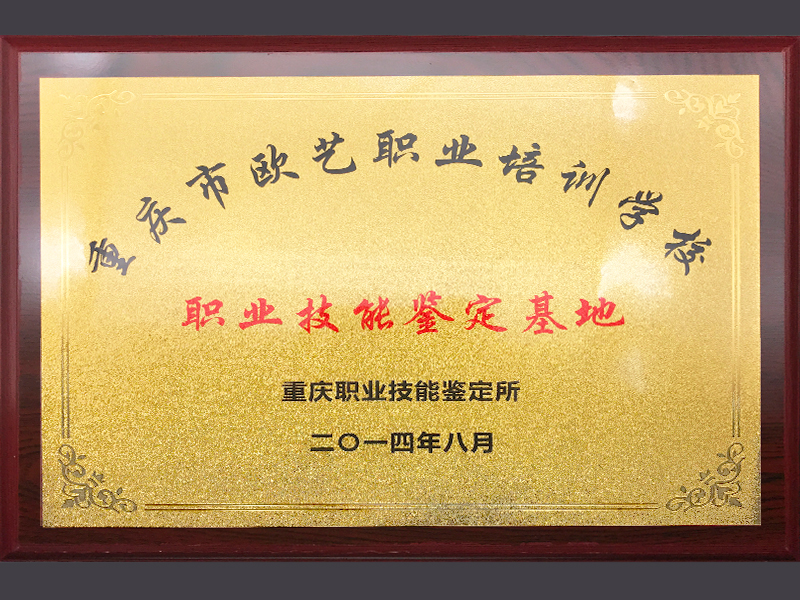 重庆市欧艺职业培训学校
职业技能鉴定基地
重庆职业技能鉴定所
二〇一四年八月